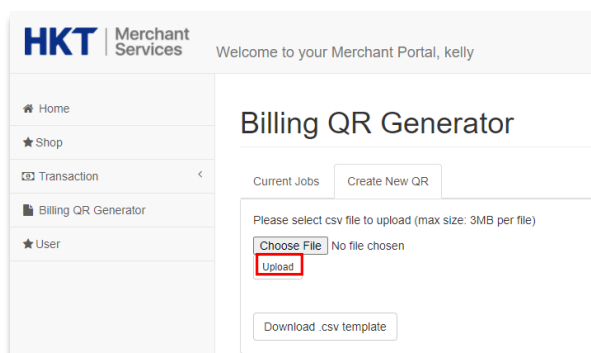 HKT Merchant Services
Welcome to your Merchant Portal, kelly
Home
Shop
Transaction
Billing QR Generator
User
Billing QR Generator
Current Jobs Create New QR
Please select csv file to upload (max size: 3MB per file)
Choose File No file chosen
Upload
Download .csv template